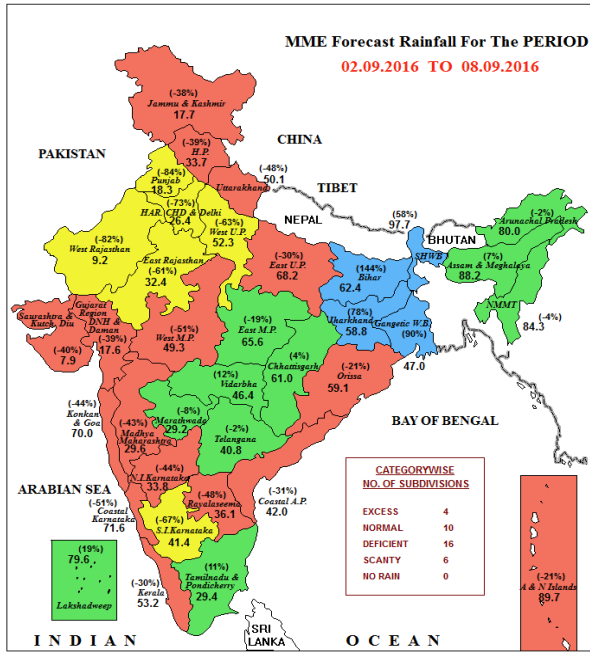 MME Forecast Rainfall For The PERIOD
02.09.2016 TO 08.09.2016
(-38%)
Jammu & Kashmir
17.7
(-39%)
H.P.
33.7
CHINA
PAKISTAN
(-84%)
Punjab
18.3
(-48%)
50.1
Uttarakhand
TIBET
(-73%)
HAR. CHD & Delhi
26.4
(-63%)
West U.P.
52.3
NEPAL
(58%)
97.7
SHWB
BHUTAN
(-2%)
Arunachal Pradesh
80.0
(-82%)
West Rajasthan
9.2
East Rajasthan
(-61%)
32.4
(-30%)
East U.P.
68.2
(144%)
Bihar
62.4
(7%)
Assam & Meghalaya
88.2
NMMT
(-4%)
84.3
Gujarat
Region
DNH &
Daman
(-39%)
17.6
Saurashtra &
Kutch, Diu
(-40%)
7.9
(-51%)
West M.P.
49.3
(-19%)
East M.P.
65.6
(78%)
Jharkhand
58.8
Gangetic W.B.
(90%)
47.0
(4%)
Chhattisgarh
61.0
(-21%)
Orissa
59.1
(12%)
Vidarbha
46.4
(-44%)
Konkan
& Goa
70.0
(-8%)
Marathwada
29.2
(-43%)
Madhya
Maharashtra
29.6
(-2%)
Telangana
40.8
BAY OF BENGAL
(-44%)
N.I.Karnataka
33.8
(-48%)
Rayalaseema
36.1
(-31%)
Coastal A.P.
42.0
ARABIAN SEA
(-51%)
Coastal
Karnataka
71.6
(-67%)
S.I.Karnataka
41.4
CATEGORYWISE
NO. OF SUBDIVISIONS
EXCESS 4
NORMAL 10
DEFICIENT 16
SCANTY 6
NO RAIN 0
(19%)
79.6
Lakshadweep
(-30%)
Kerala
53.2
(11%)
Tamilnadu &
Pondicherry
29.4
(-21%)
A & N Islands
89.7
SRI
LANKA
INDIAN OCEAN